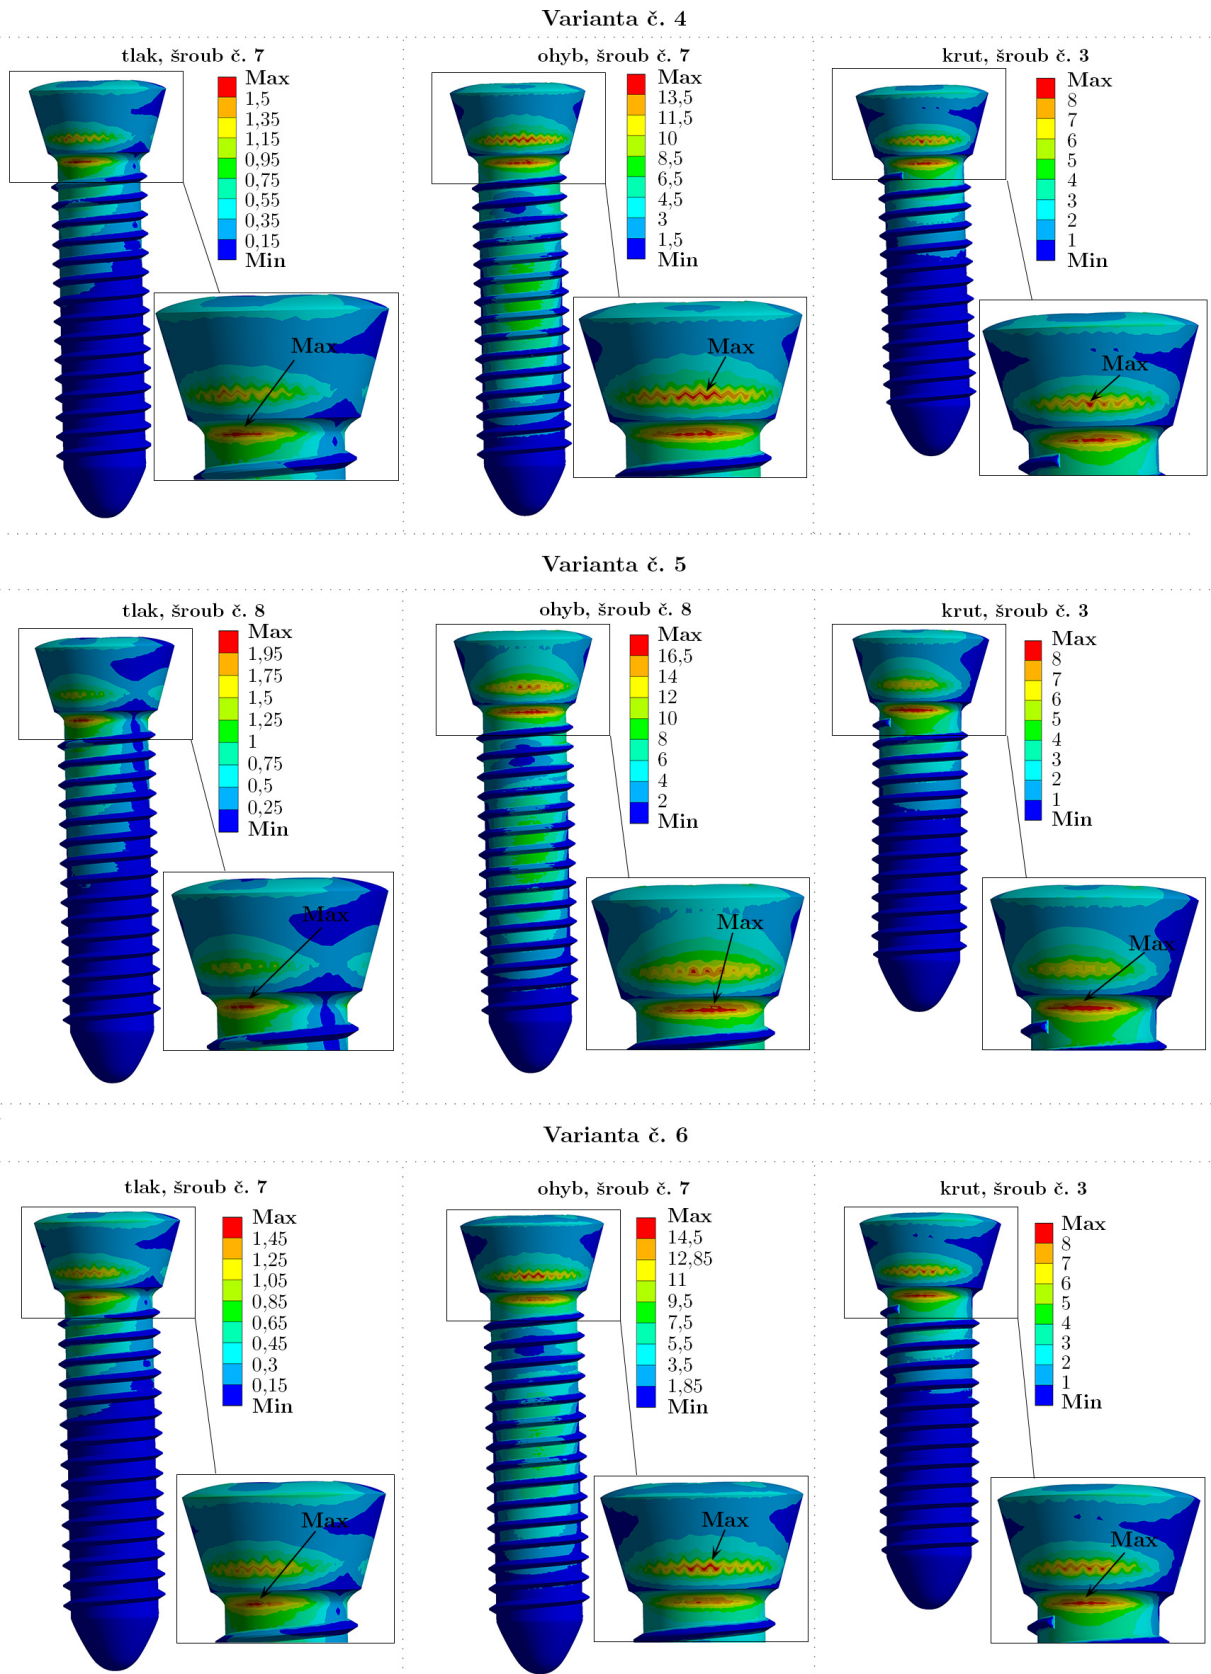 Varianta č. 4
tlak, šroub č. 7
Max
1,5
1,35
1,15
0,95
0,75
0,55
0,35
0,15
Min
Max
ohyb, šroub č. 7
Max
13,5
11,5
10
8,5
6,5
4,5
3
1,5
Min
Max
krut, šroub č. 3
Max
8
7
6
5
4
3
2
1
Min
Max
Varianta č. 5
tlak, šroub č. 8
Max
1,95
1,75
1,5
1,25
1
0,75
0,5
0,25
Min
Max
ohyb, šroub č. 8
Max
16,5
14
12
10
8
6
4
2
Min
Max
krut, šroub č. 3
Max
8
7
6
5
4
3
2
1
Min
Max
Varianta č. 6
tlak, šroub č. 7
Max
1,45
1,25
1,05
0,85
0,65
0,45
0,3
0,15
Min
Max
ohyb, šroub č. 7
Max
14,5
12,85
11
9,5
7,5
5,5
3,5
1,85
Min
Max
krut, šroub č. 3
Max
8
7
6
5
4
3
2
1
Min
Max